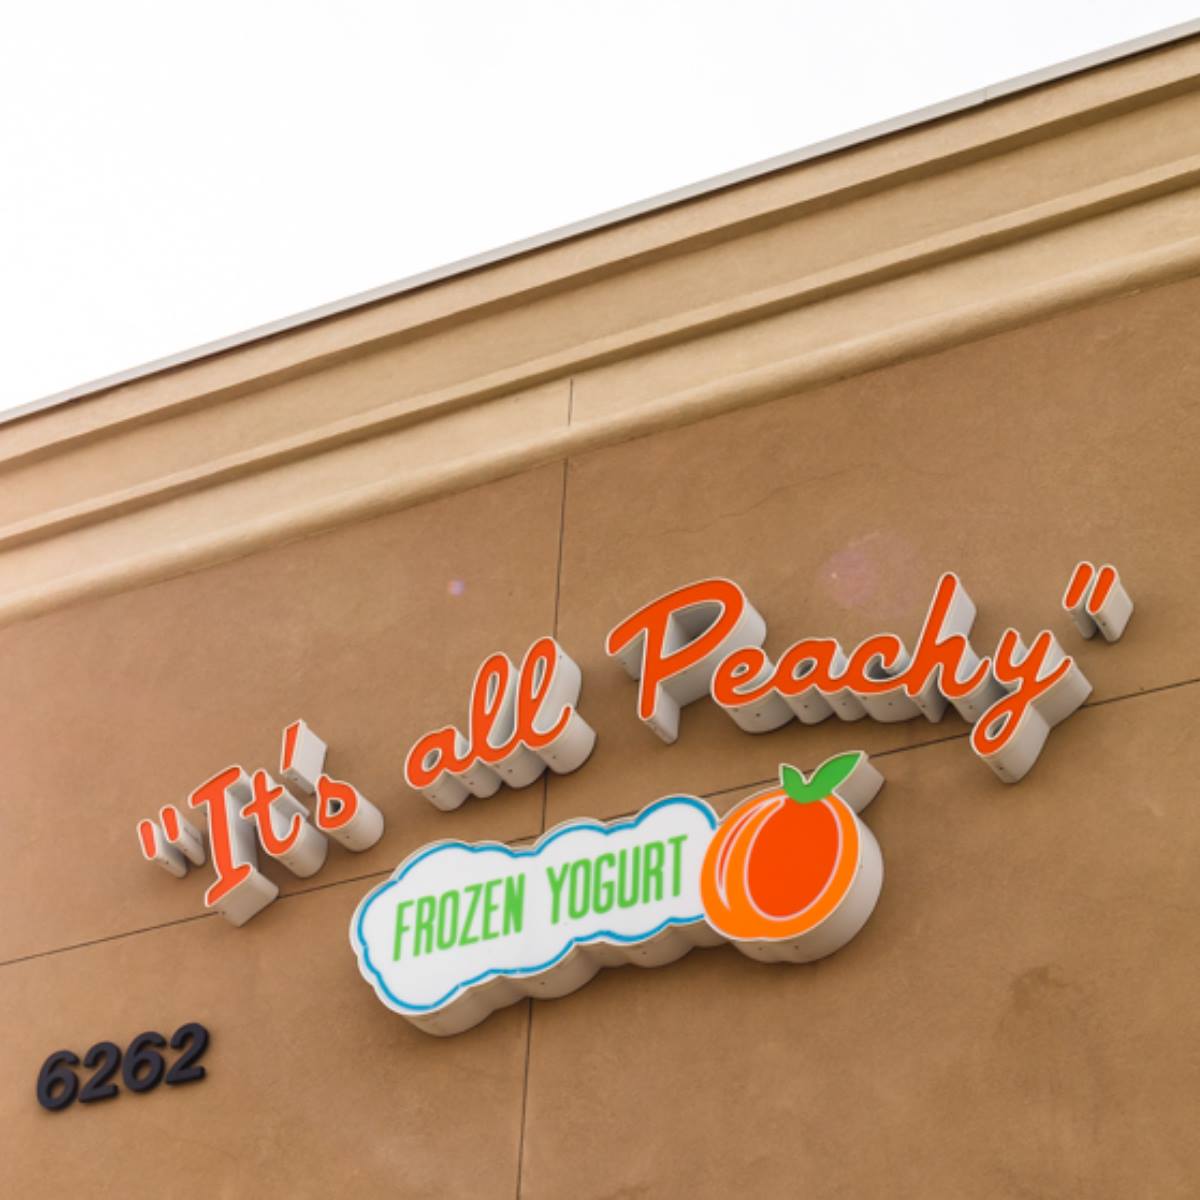 "It's all Peachy"
FROZEN YOGURT
6262